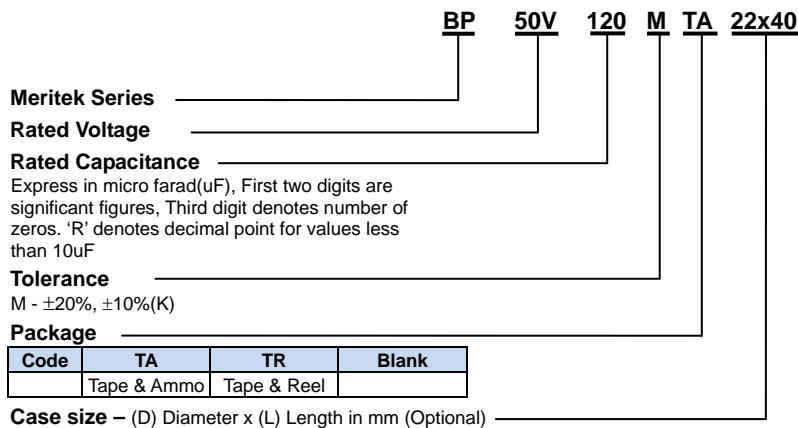 BP 50V 120 M TA 22x40
Meritek Series
Rated Voltage
Rated Capacitance
Express in micro farad(uF), First two digits are
significant figures, Third digit denotes number of
zeros. ‘R’ denotes decimal point for values less
than 10uF
Tolerance
M - ±20%, ±10%(K)
Package
Code TA TR Blank
Tape & Ammo Tape & Reel
Case size – (D) Diameter x (L) Length in mm (Optional)